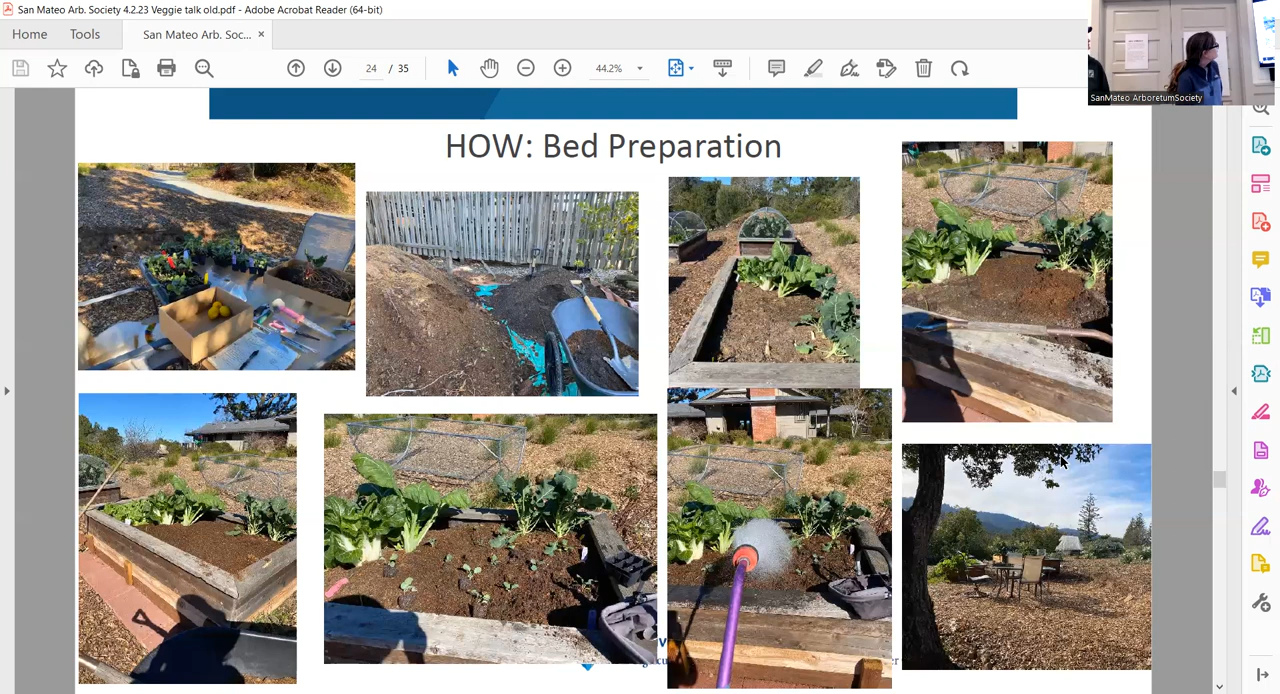 San Mateo Arb. Society 4.2.23 Veggie talk old.pdf - Adobe Acrobat Reader (64-bit)
Home
Tools
San Mateo Arb. Soc... ×
24 / 35
44.2%
SanMateo ArboretumSociety
HOW: Bed Preparation